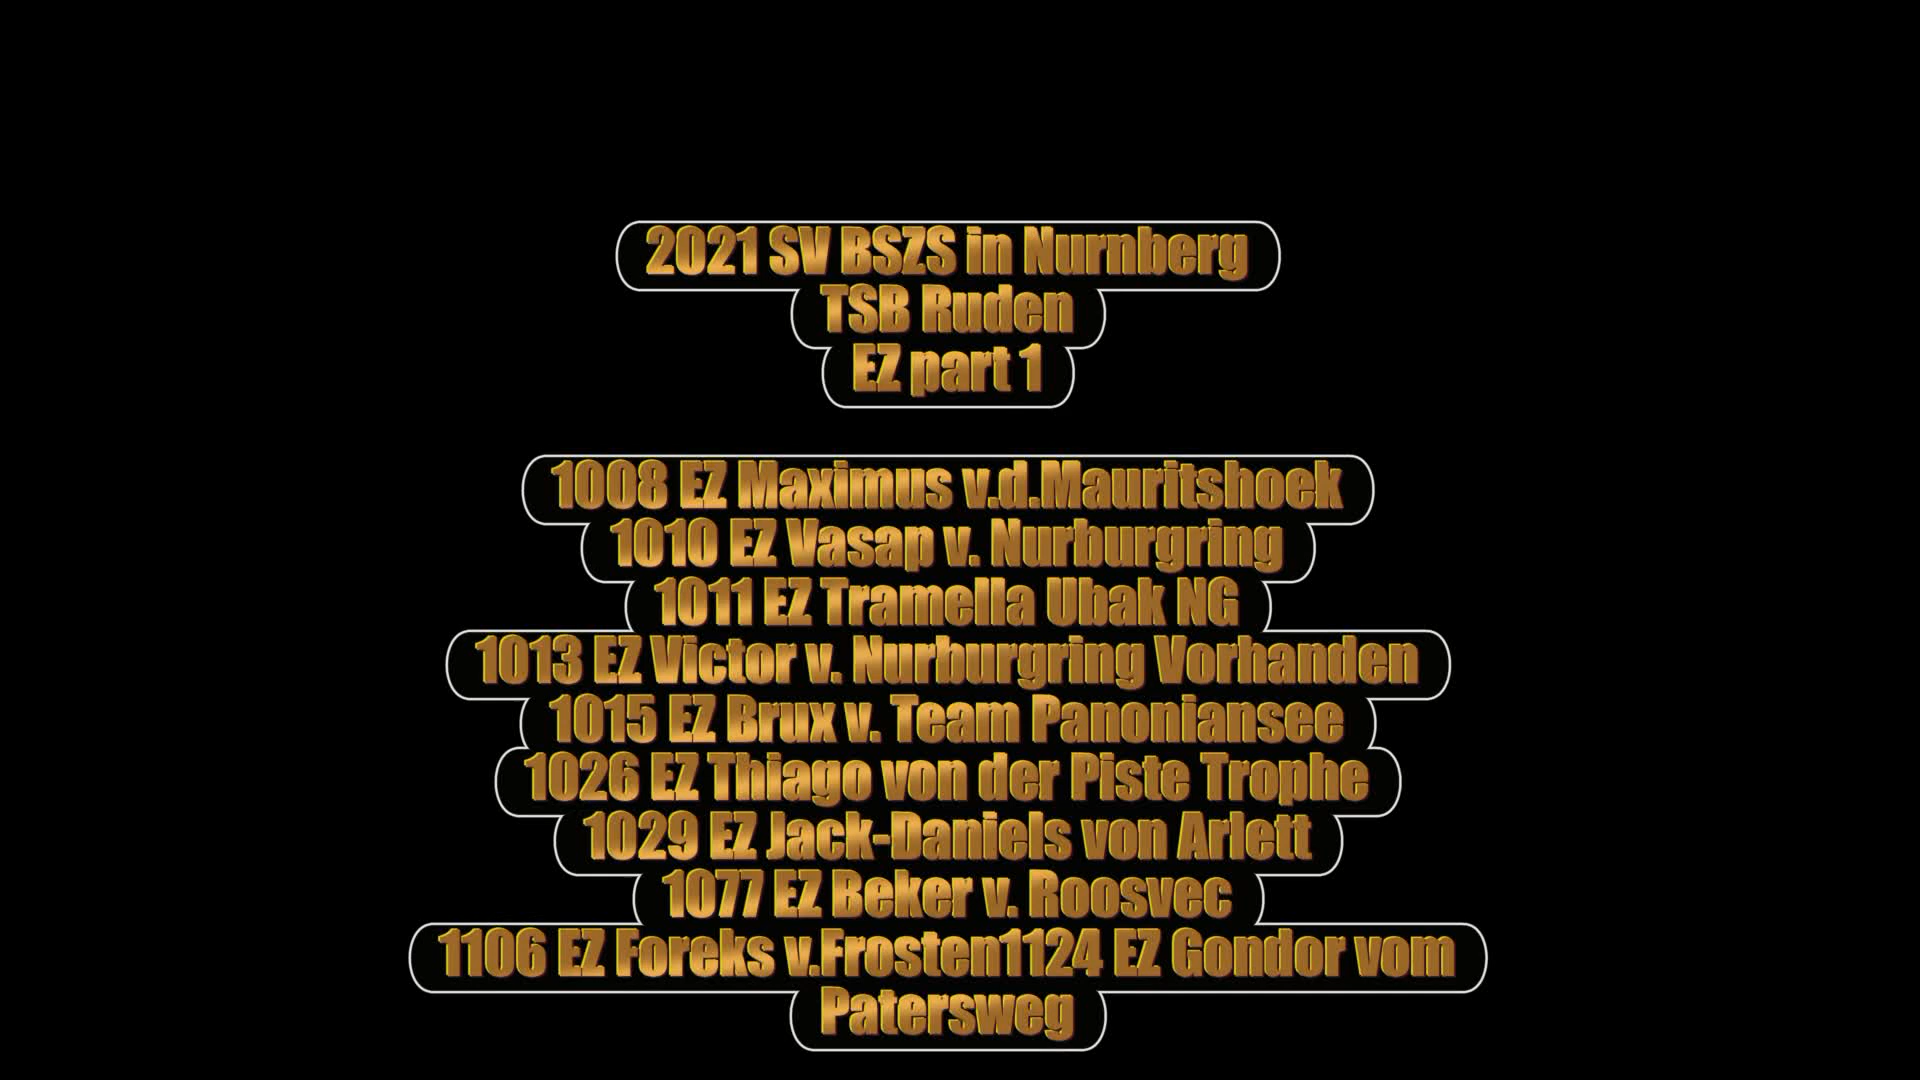 2021 SV BSZS in Nurnberg
TSB Ruden
EZ part 1
1008 EZ Maximus v.d.Mauritshoek
1010 EZ Vasap v. Nurburgring
1011 EZ Tramella Ubak NG
1013 EZ Victor v. Nurburgring Vorhanden
1015 EZ Brux v. Team Panoniansee
1026 EZ Thiago von der Piste Trophe
1029 EZ Jack-Daniels von Arlett
1077 EZ Beker v. Roosvec
1106 EZ Foreks v.Frosten1124 EZ Gondor vom
Patersweg